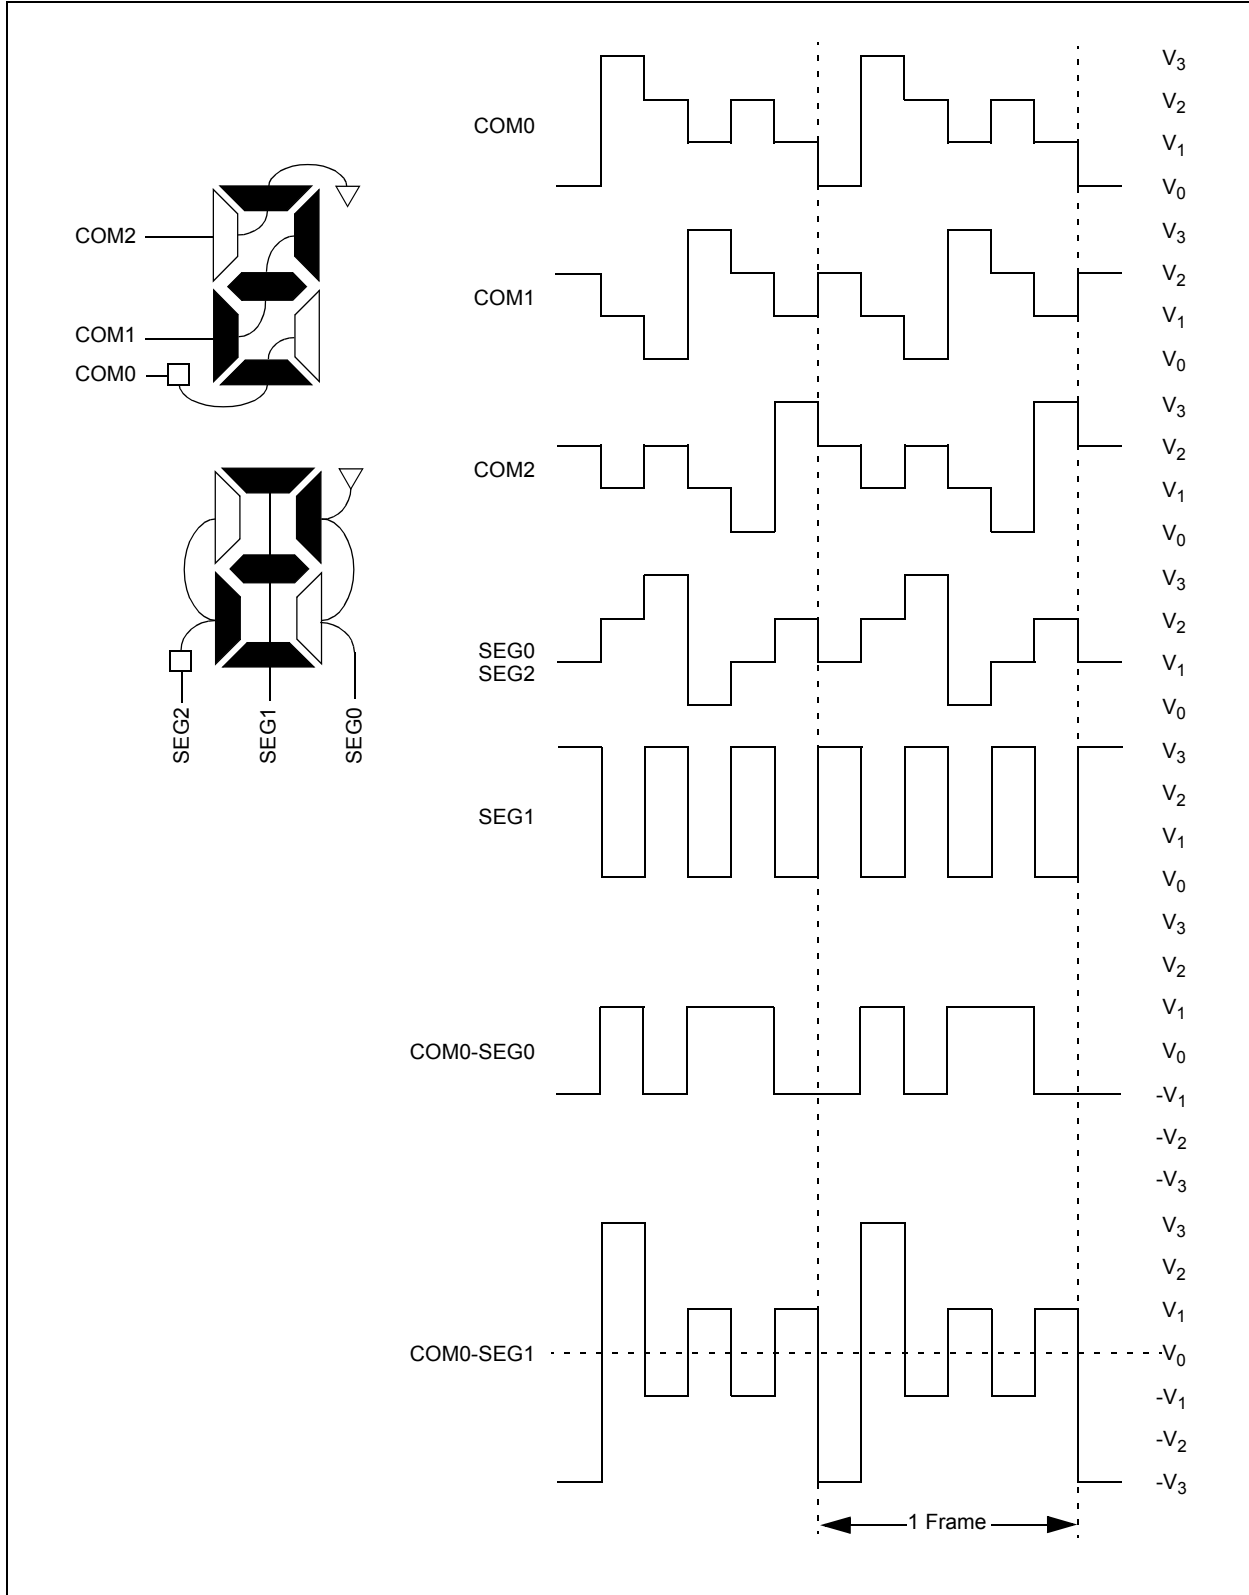 COM2
COM1
COM0
SEG2
SEG1
SEG0
COM0
V3
V2
V1
V0
COM1
V3
V2
V1
V0
COM2
V3
V2
V1
V0
SEG0
SEG2
V3
V2
V1
V0
SEG1
V3
V2
V1
V0
COM0-SEG0
V3
V2
V1
V0
-V1
-V2
-V3
COM0-SEG1
V3
V2
V1
V0
-V1
-V2
-V3
1 Frame